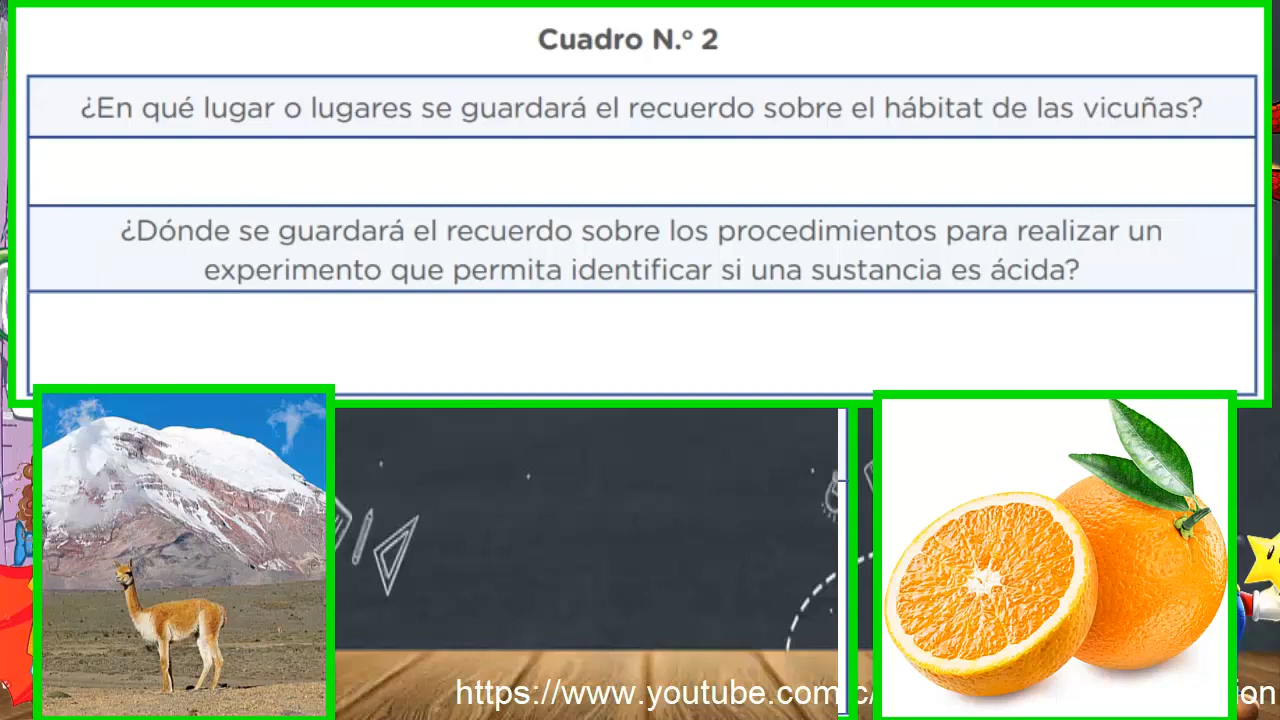 Cuadro N.° 2
¿En qué lugar o lugares se guardará el recuerdo sobre el hábitat de las vicuñas?
¿Dónde se guardará el recuerdo sobre los procedimientos para realizar un
experimento que permita identificar si una sustancia es ácida?
https://www.youtube.com/c/